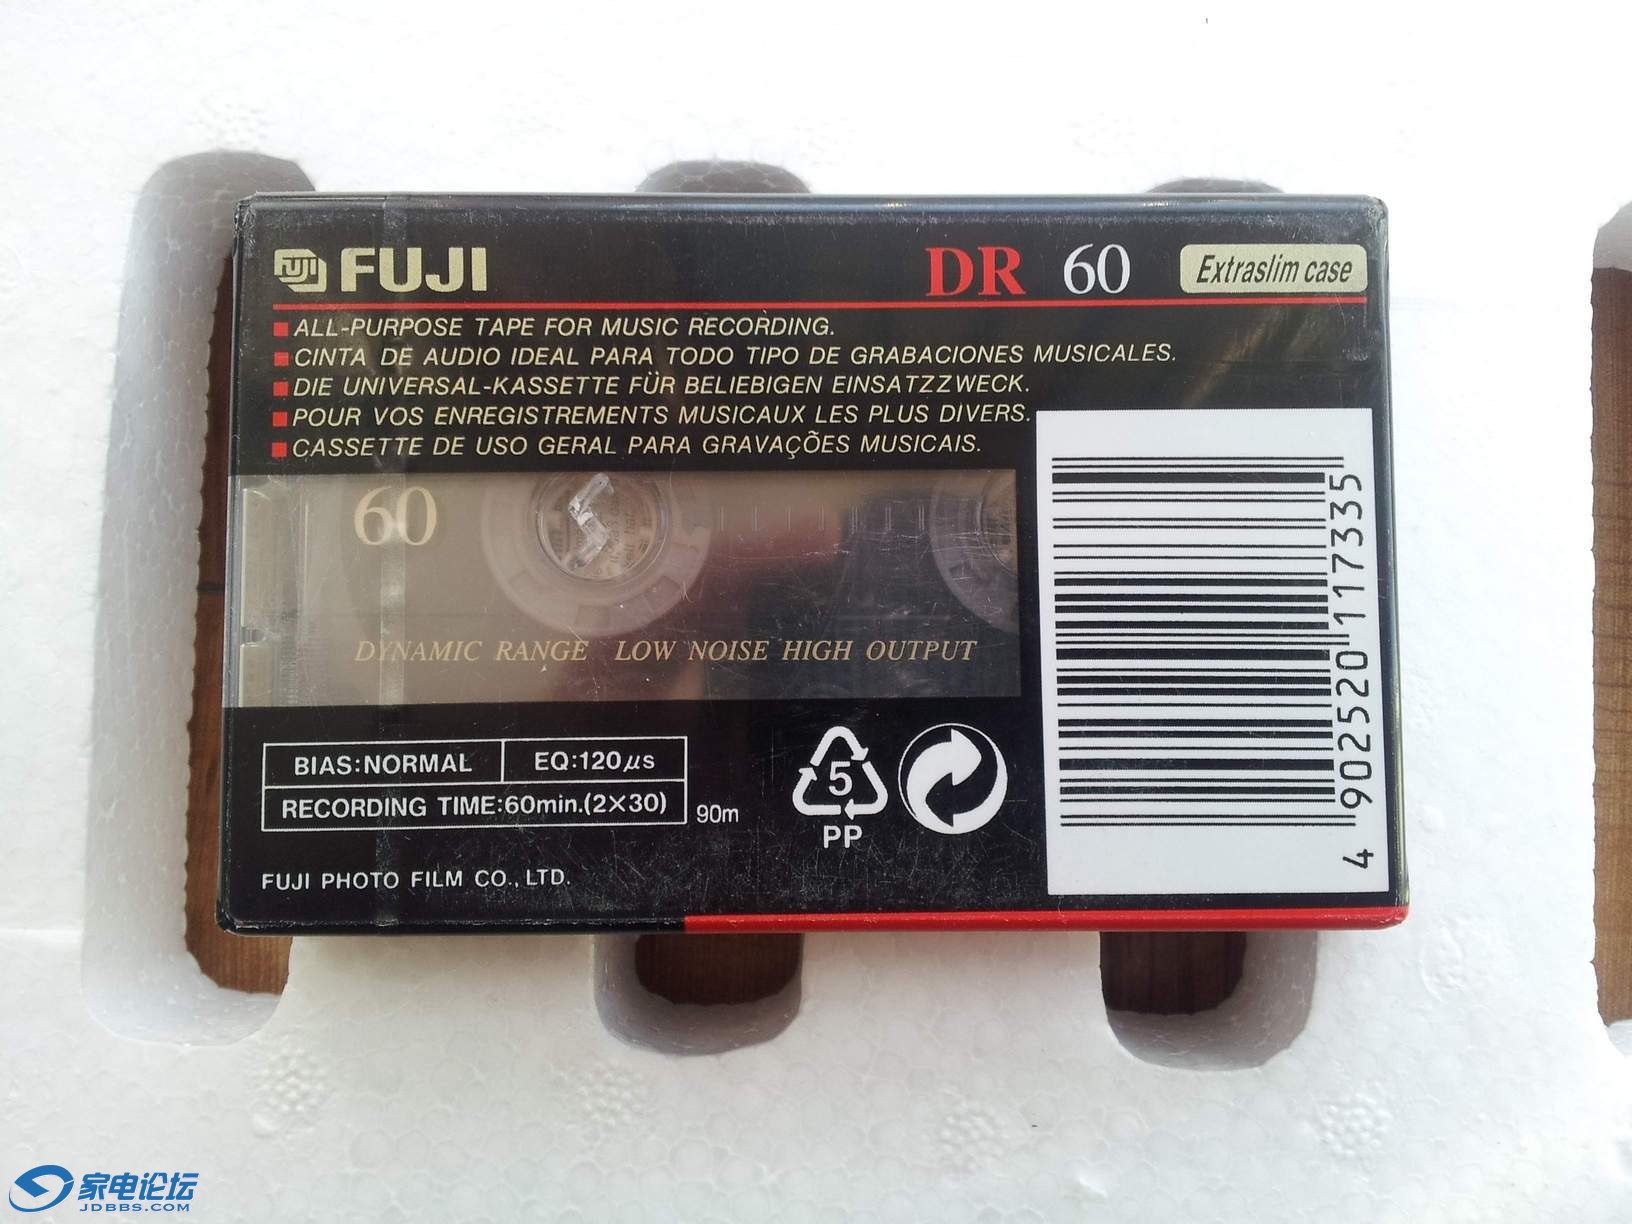 FUJI FUJI DR 60 Extraslim case
ALL-PURPOSE TAPE FOR MUSIC RECORDING.
CINTA DE AUDIO IDEAL PARA TODO TIPO DE GRABACIONES MUSICALES.
DIE UNIVERSAL-KASSETTE FÜR BELIEBIGEN EINSATZZWECK.
POUR VOS ENREGISTREMENTS MUSICAUX LES PLUS DIVERS.
CASSETTE DE USO GERAL PARA GRAVAÇÕES MUSICAIS.
60
DYNAMIC RANGE LOW NOISE HIGH OUTPUT
4 902520 117335
BIAS:NORMAL EQ:120μs
RECORDING TIME:60min.(2×30) 90m
5
PP
FUJI PHOTO FILM CO., LTD.
家电论坛
JDBBS.COM